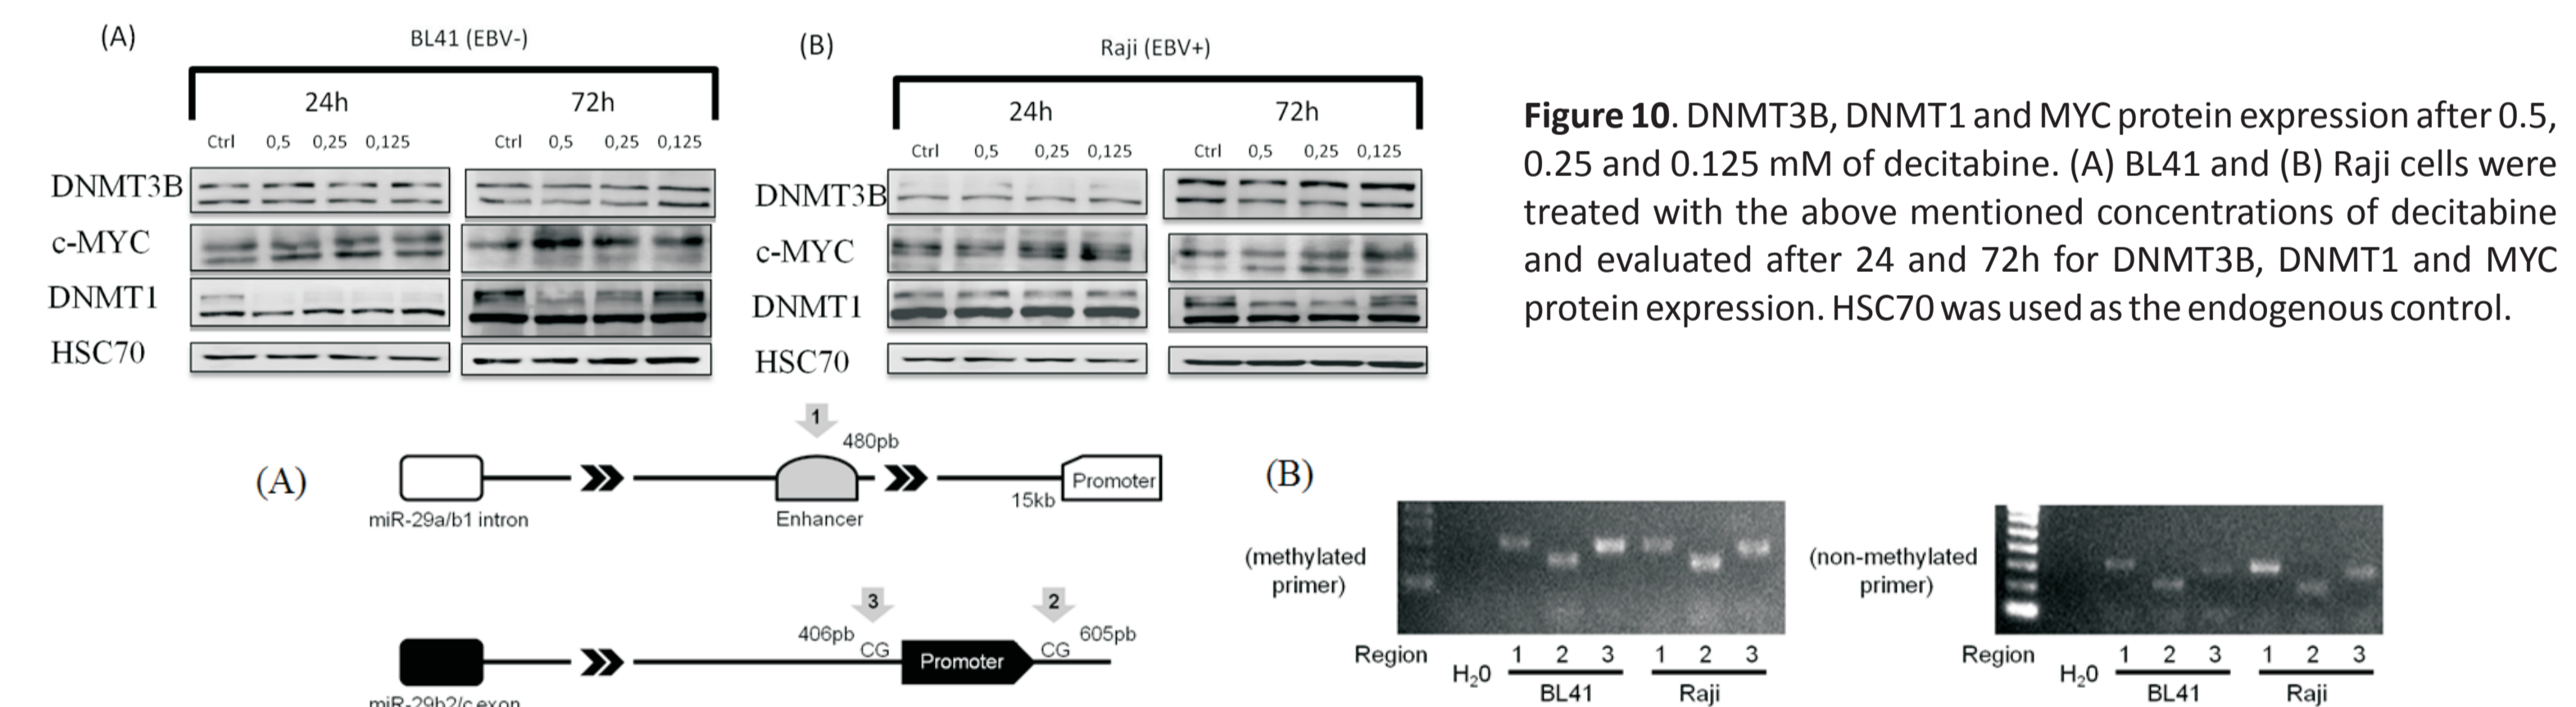 (A)
BL41 (EBV-)
24h 72h
Ctrl 0,5 0,25 0,125 Ctrl 0,5 0,25 0,125
DNMT3B
c-MYC
DNMT1
HSC70
(B)
Raji (EBV+)
24h 72h
Ctrl 0,5 0,25 0,125 Ctrl 0,5 0,25 0,125
DNMT3B
c-MYC
DNMT1
HSC70
Figure 10. DNMT3B, DNMT1 and MYC protein expression after 0.5,
0.25 and 0.125 mM of decitabine. (A) BL41 and (B) Raji cells were
treated with the above mentioned concentrations of decitabine
and evaluated after 24 and 72h for DNMT3B, DNMT1 and MYC
protein expression. HSC70 was used as the endogenous control.
(A)
1
480pb
Promoter
15kb
miR-29a/b1 intron
Enhancer
3 2
406pb 605pb
CG CG
Promoter
miR-29b2/c exon
(B)
(methylated
primer)
Region 1 2 3 1 2 3
H20
BL41 Raji
(non-methylated
primer)
Region 1 2 3 1 2 3
H20
BL41 Raji